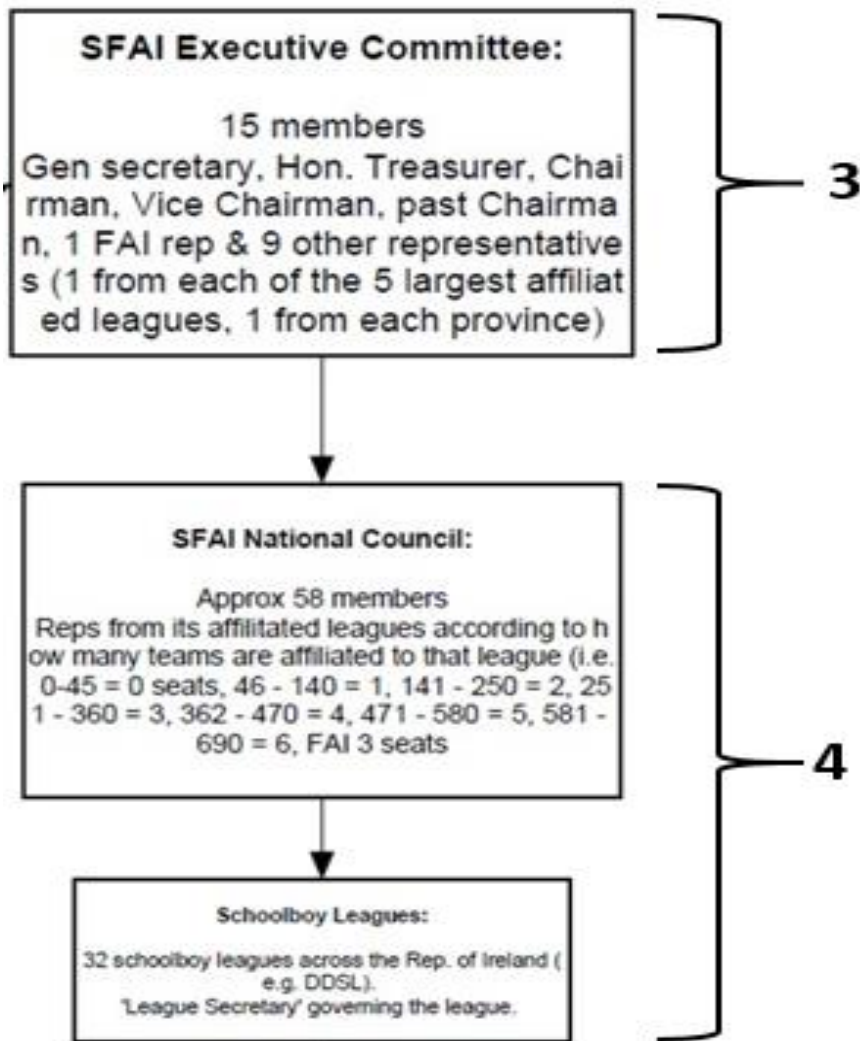 SFAI Executive Committee:
15 members
Gen secretary, Hon. Treasurer, Chai
rman, Vice Chairman, past Chairma
n, 1 FAI rep & 9 other representative
s (1 from each of the 5 largest affiliat
ed leagues, 1 from each province)
3
SFAI National Council:
Approx 58 members
Reps from its affilitated leagues according to h
ow many teams are affiliated to that league (i.e.
0-45 = 0 seats, 46 - 140 = 1, 141 - 250 = 2, 25
1 - 360 = 3, 362 - 470 = 4, 471 - 580 = 5, 581 -
690 = 6, FAI 3 seats
4
Schoolboy Leagues:
32 schoolboy leagues across the Rep. of Ireland (
e.g. DDSL).
'League Secretary' governing the league.